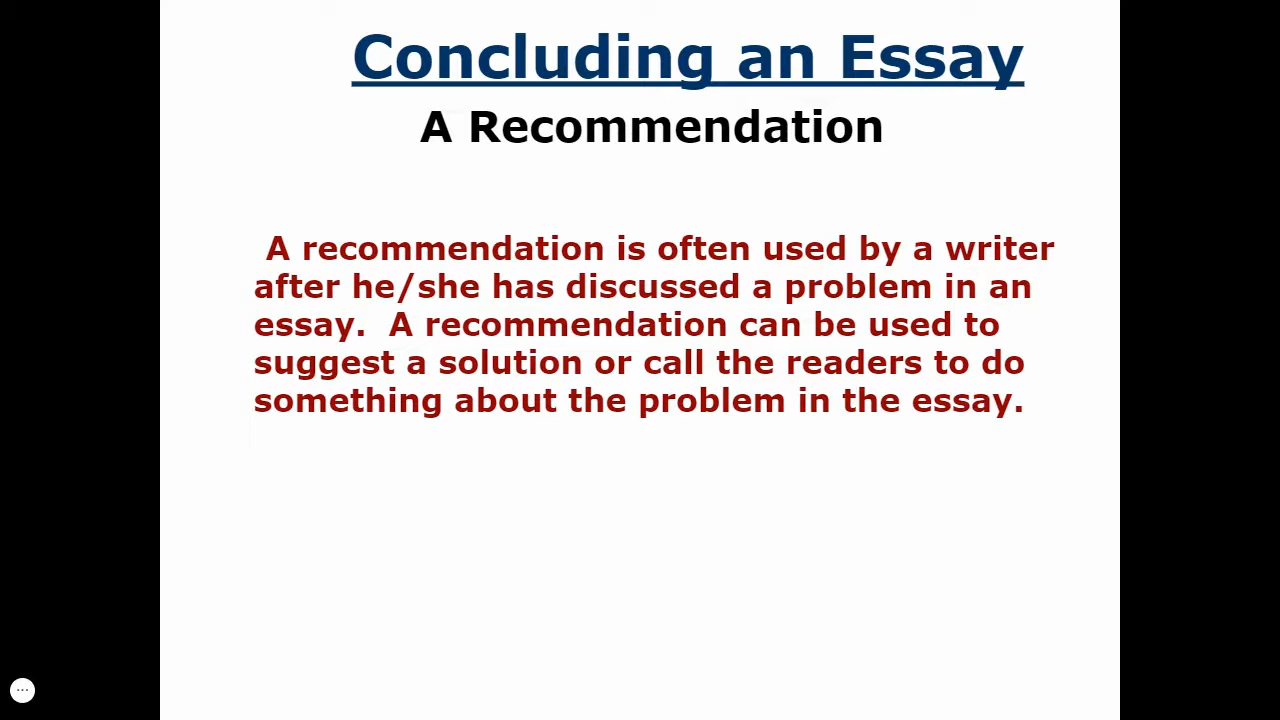 Concluding an Essay
A Recommendation
A recommendation is often used by a writer
after he/she has discussed a problem in an
essay.  A recommendation can be used to
suggest a solution or call the readers to do
something about the problem in the essay.